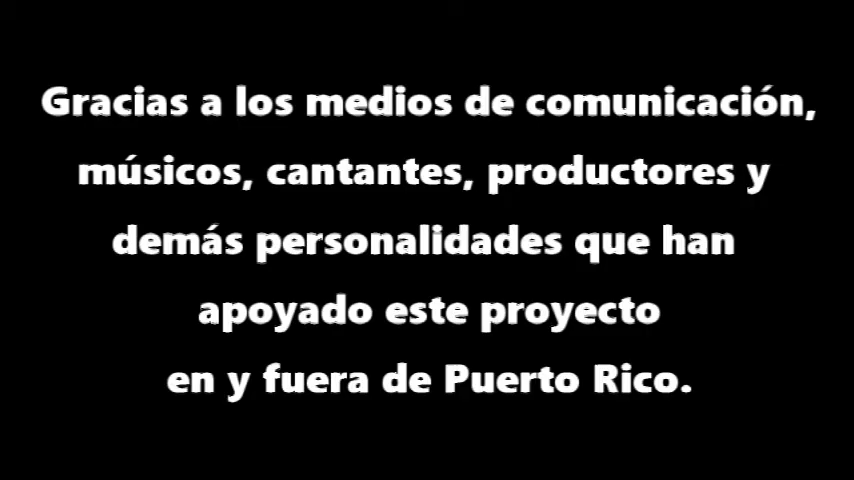 Gracias a los medios de comunicación,
músicos, cantantes, productores y
demás personalidades que han
apoyado este proyecto
en y fuera de Puerto Rico.